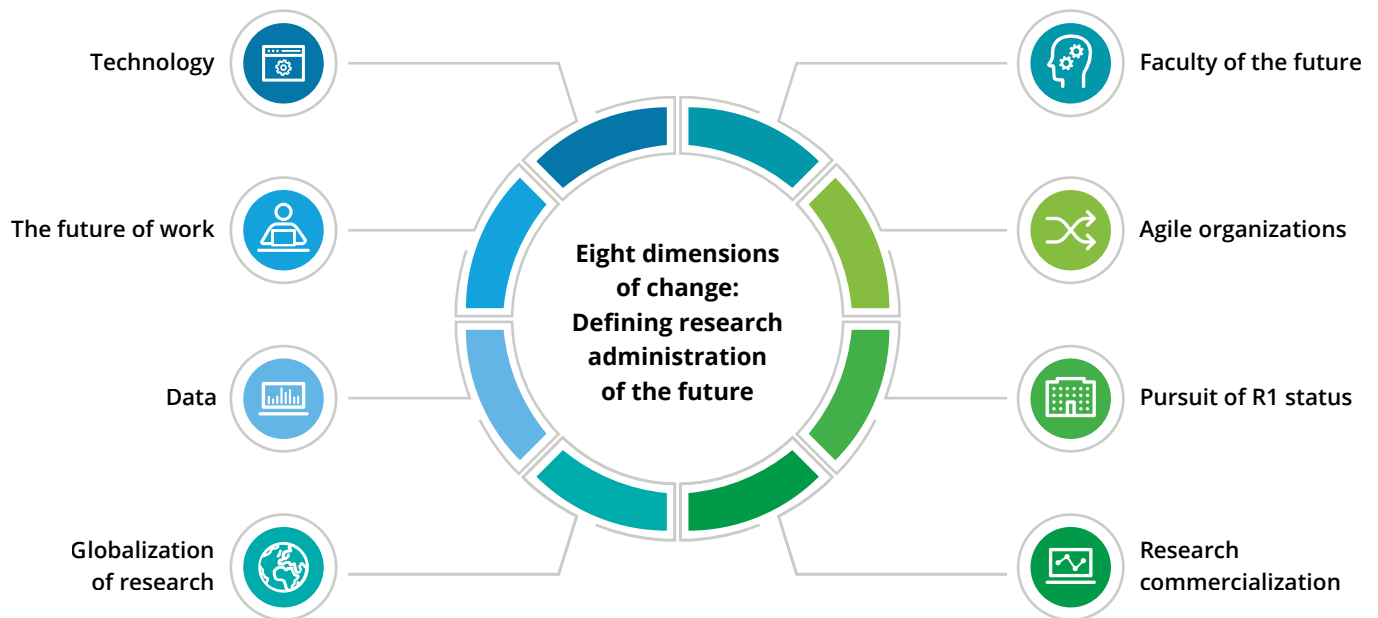 Technology
The future of work
Data
Globalization
of research
Eight dimensions
of change:
Defining research
administration
of the future
Faculty of the future
Agile organizations
Pursuit of R1 status
Research
commercialization